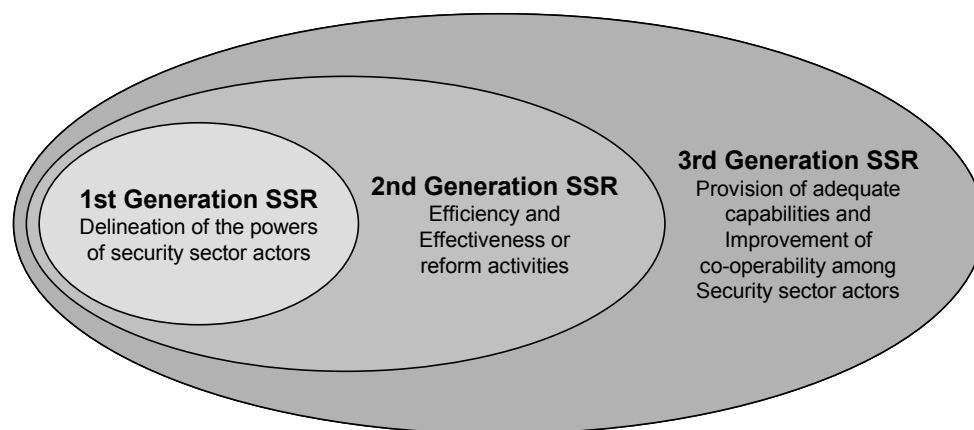 1st Generation SSR
Delineation of the powers
of security sector actors
2nd Generation SSR
Efficiency and
Effectiveness or
reform activities
3rd Generation SSR
Provision of adequate
capabilities and
Improvement of
co-operability among
Security sector actors